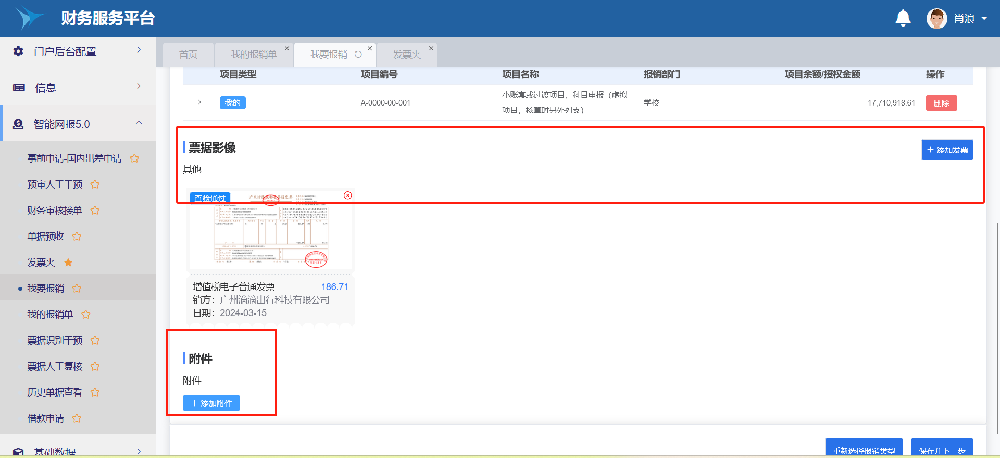 财务服务平台
肖浪
门户后台配置
信息
智能网报5.0
事前申请-国内出差申请
预审人工干预
财务审核接单
单据预收
发票夹
我要报销
我的报销单
票据识别干预
票据人工复核
历史单据查看
借款申请
基础数据
首页
我的报销单
我要报销
发票夹
项目类型 项目编号 项目名称 报销部门 项目余额/授权金额 操作
我的 A-0000-00-001 小账套或过渡项目、科目申报（虚拟 学校 17,710,918.61 删除
项目，核算时另外列支）
票据影像
添加发票
其他
查验通过
广东增值税电子普通发票
增值税电子普通发票 186.71
销方：广州滴滴出行科技有限公司
日期：2024-03-15
附件
附件
添加附件
重新选择报销类型
保存并下一步